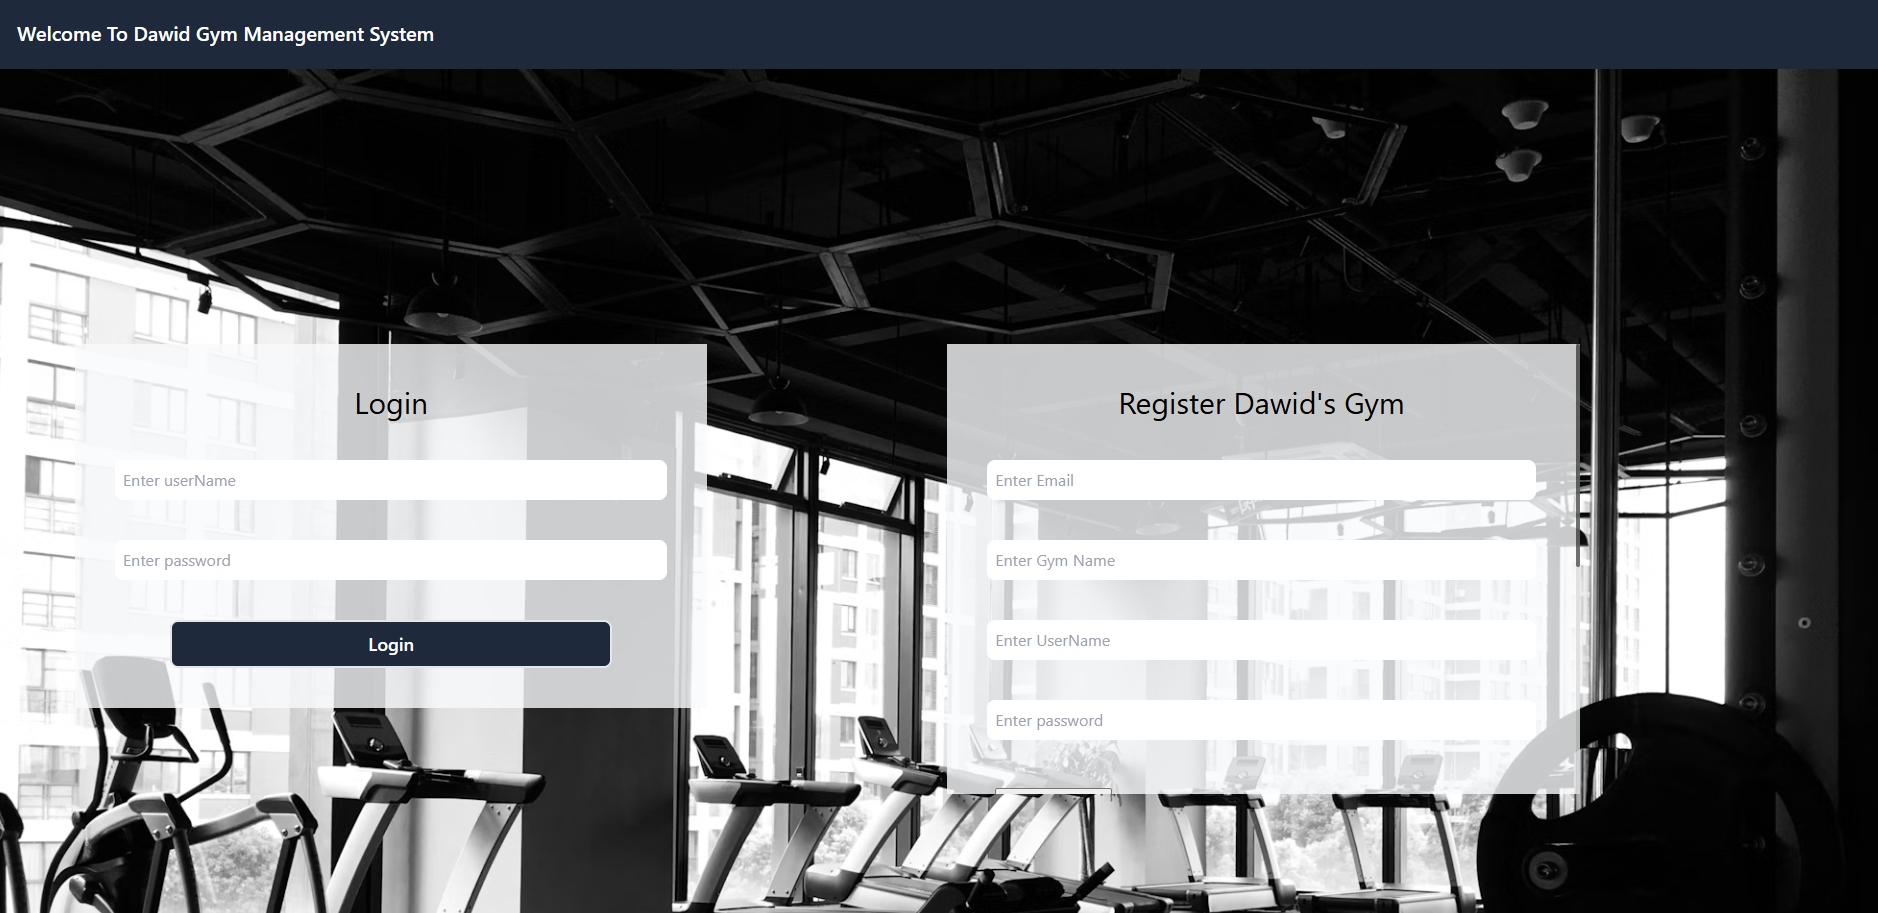 Welcome To Dawid Gym Management System
Login
Enter userName
Enter password
Login
Register Dawid's Gym
Enter Email
Enter Gym Name
Enter UserName
Enter password